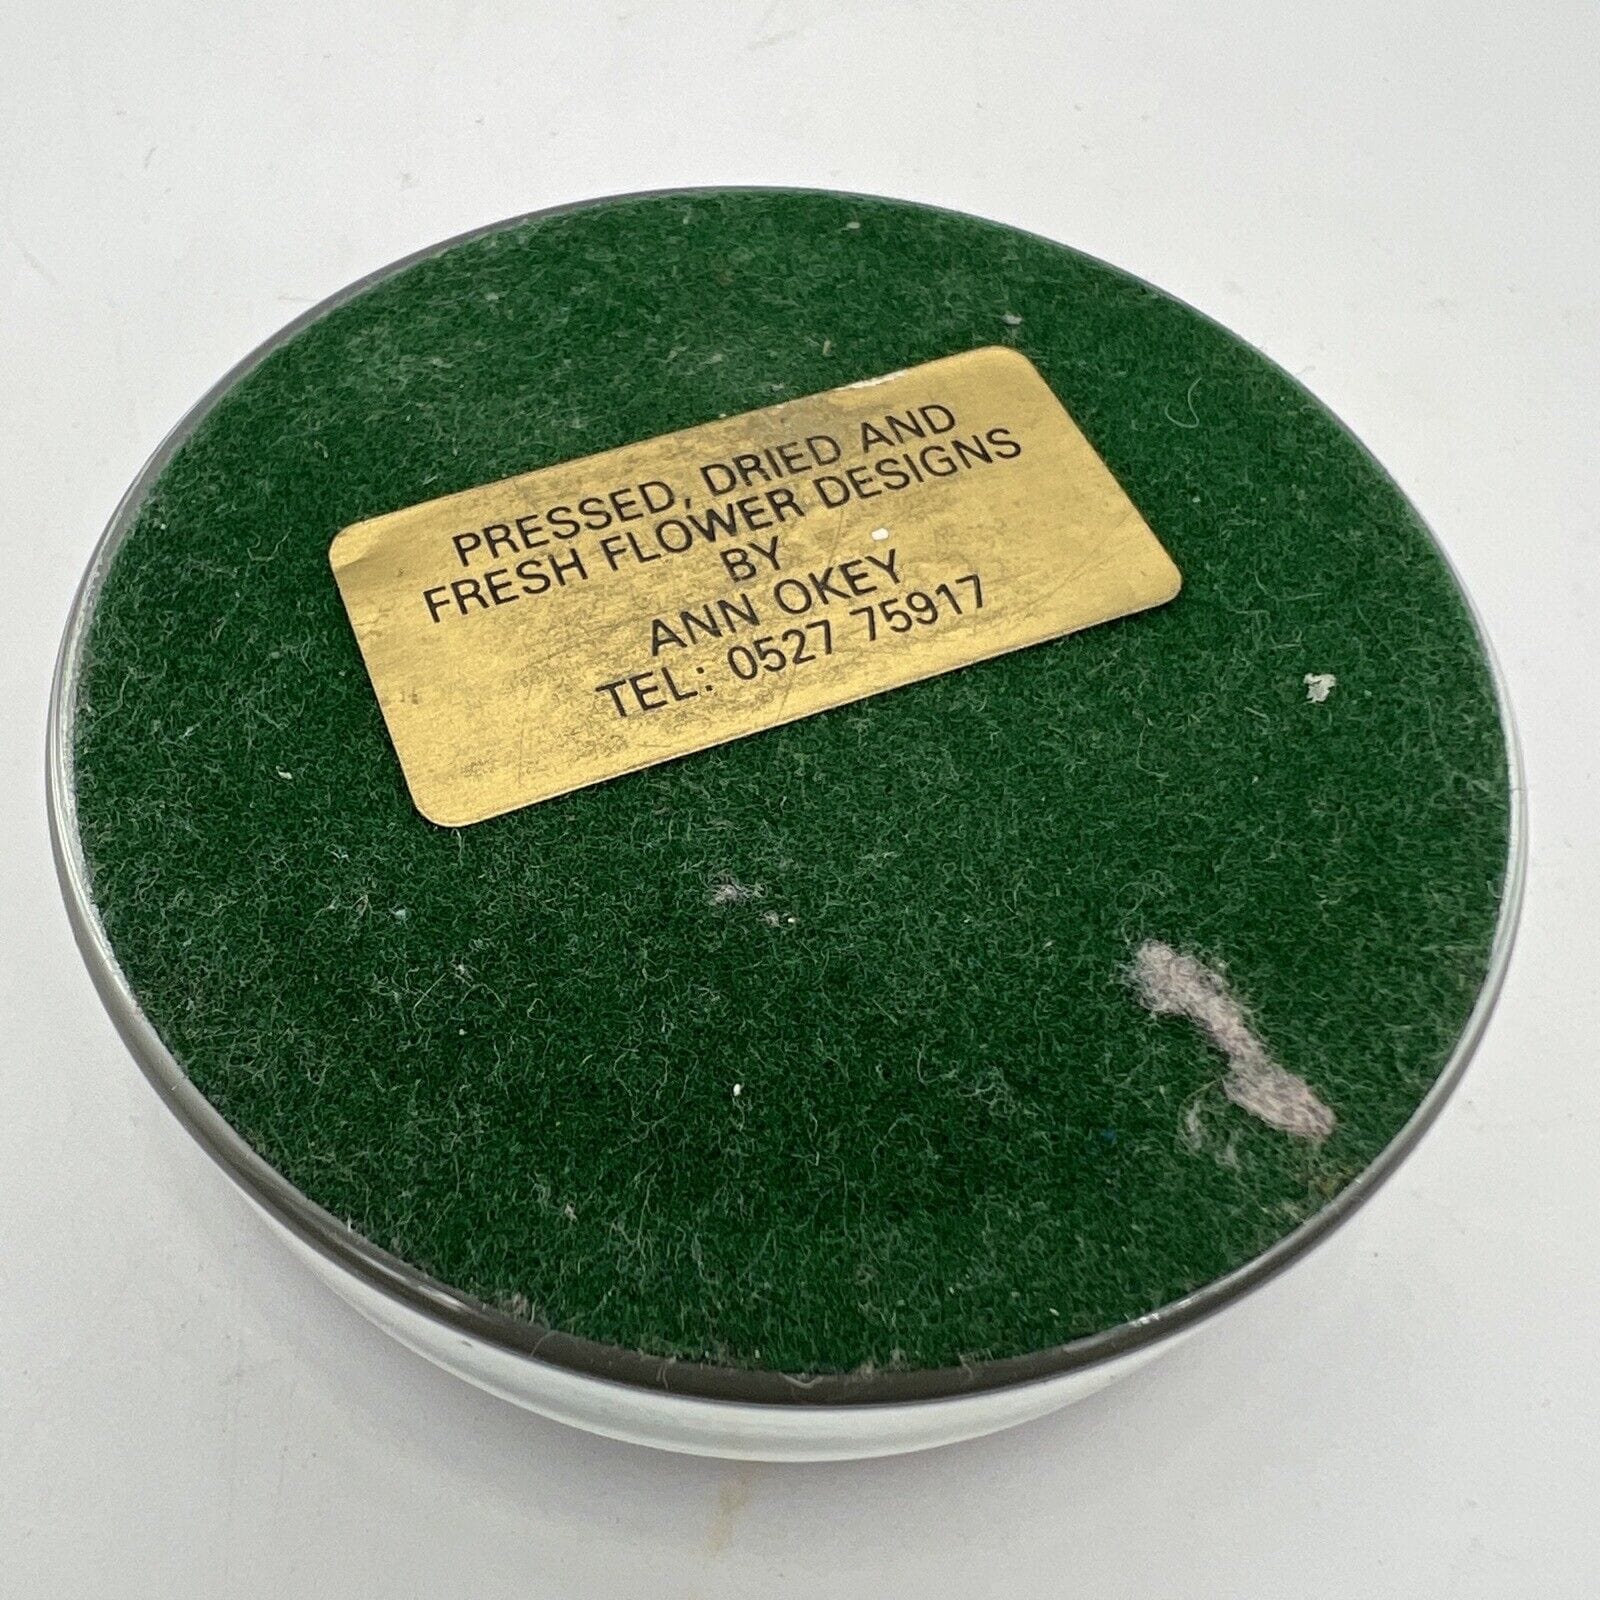 PRESSED, DRIED AND
FRESH FLOWER DESIGNS
BY
ANN OKEY
TEL: 0527 75917